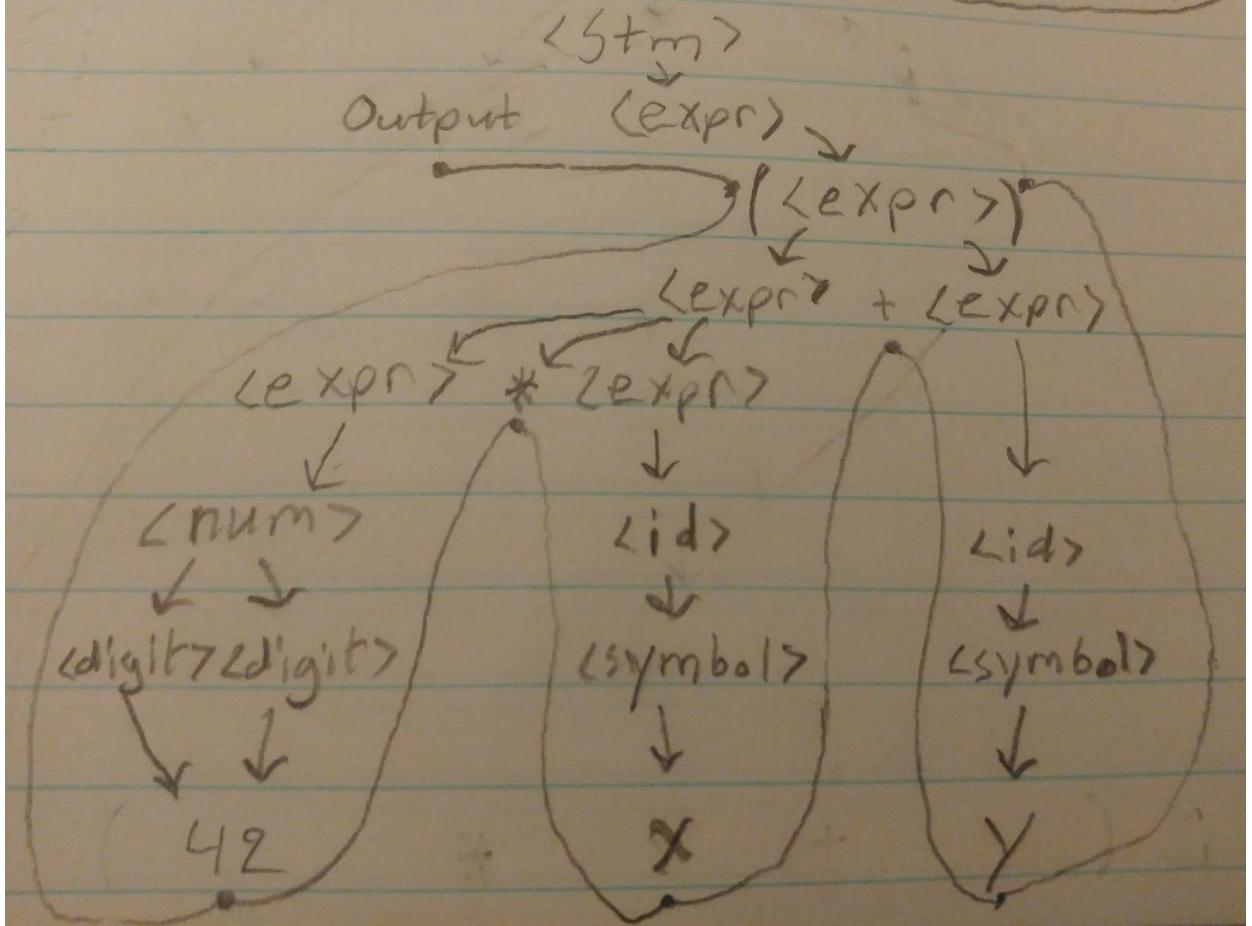 <Stm>
Output <expr>
(<expr>)
<expr> + <expr>
<expr> * <expr>
<num> <id> <id>
<digit><digit> <symbol> <symbol>
42 X Y